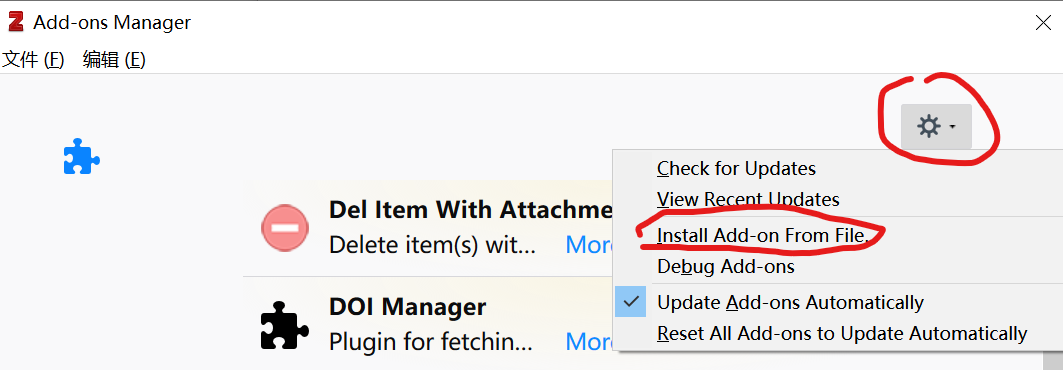 Add-ons Manager
文件 (F) 编辑 (E)
Check for Updates
View Recent Updates
Install Add-on From File.
Debug Add-ons
Update Add-ons Automatically
Reset All Add-ons to Update Automatically
Del Item With Attachme
Delete item(s) wit... More
DOI Manager
Plugin for fetchin... More